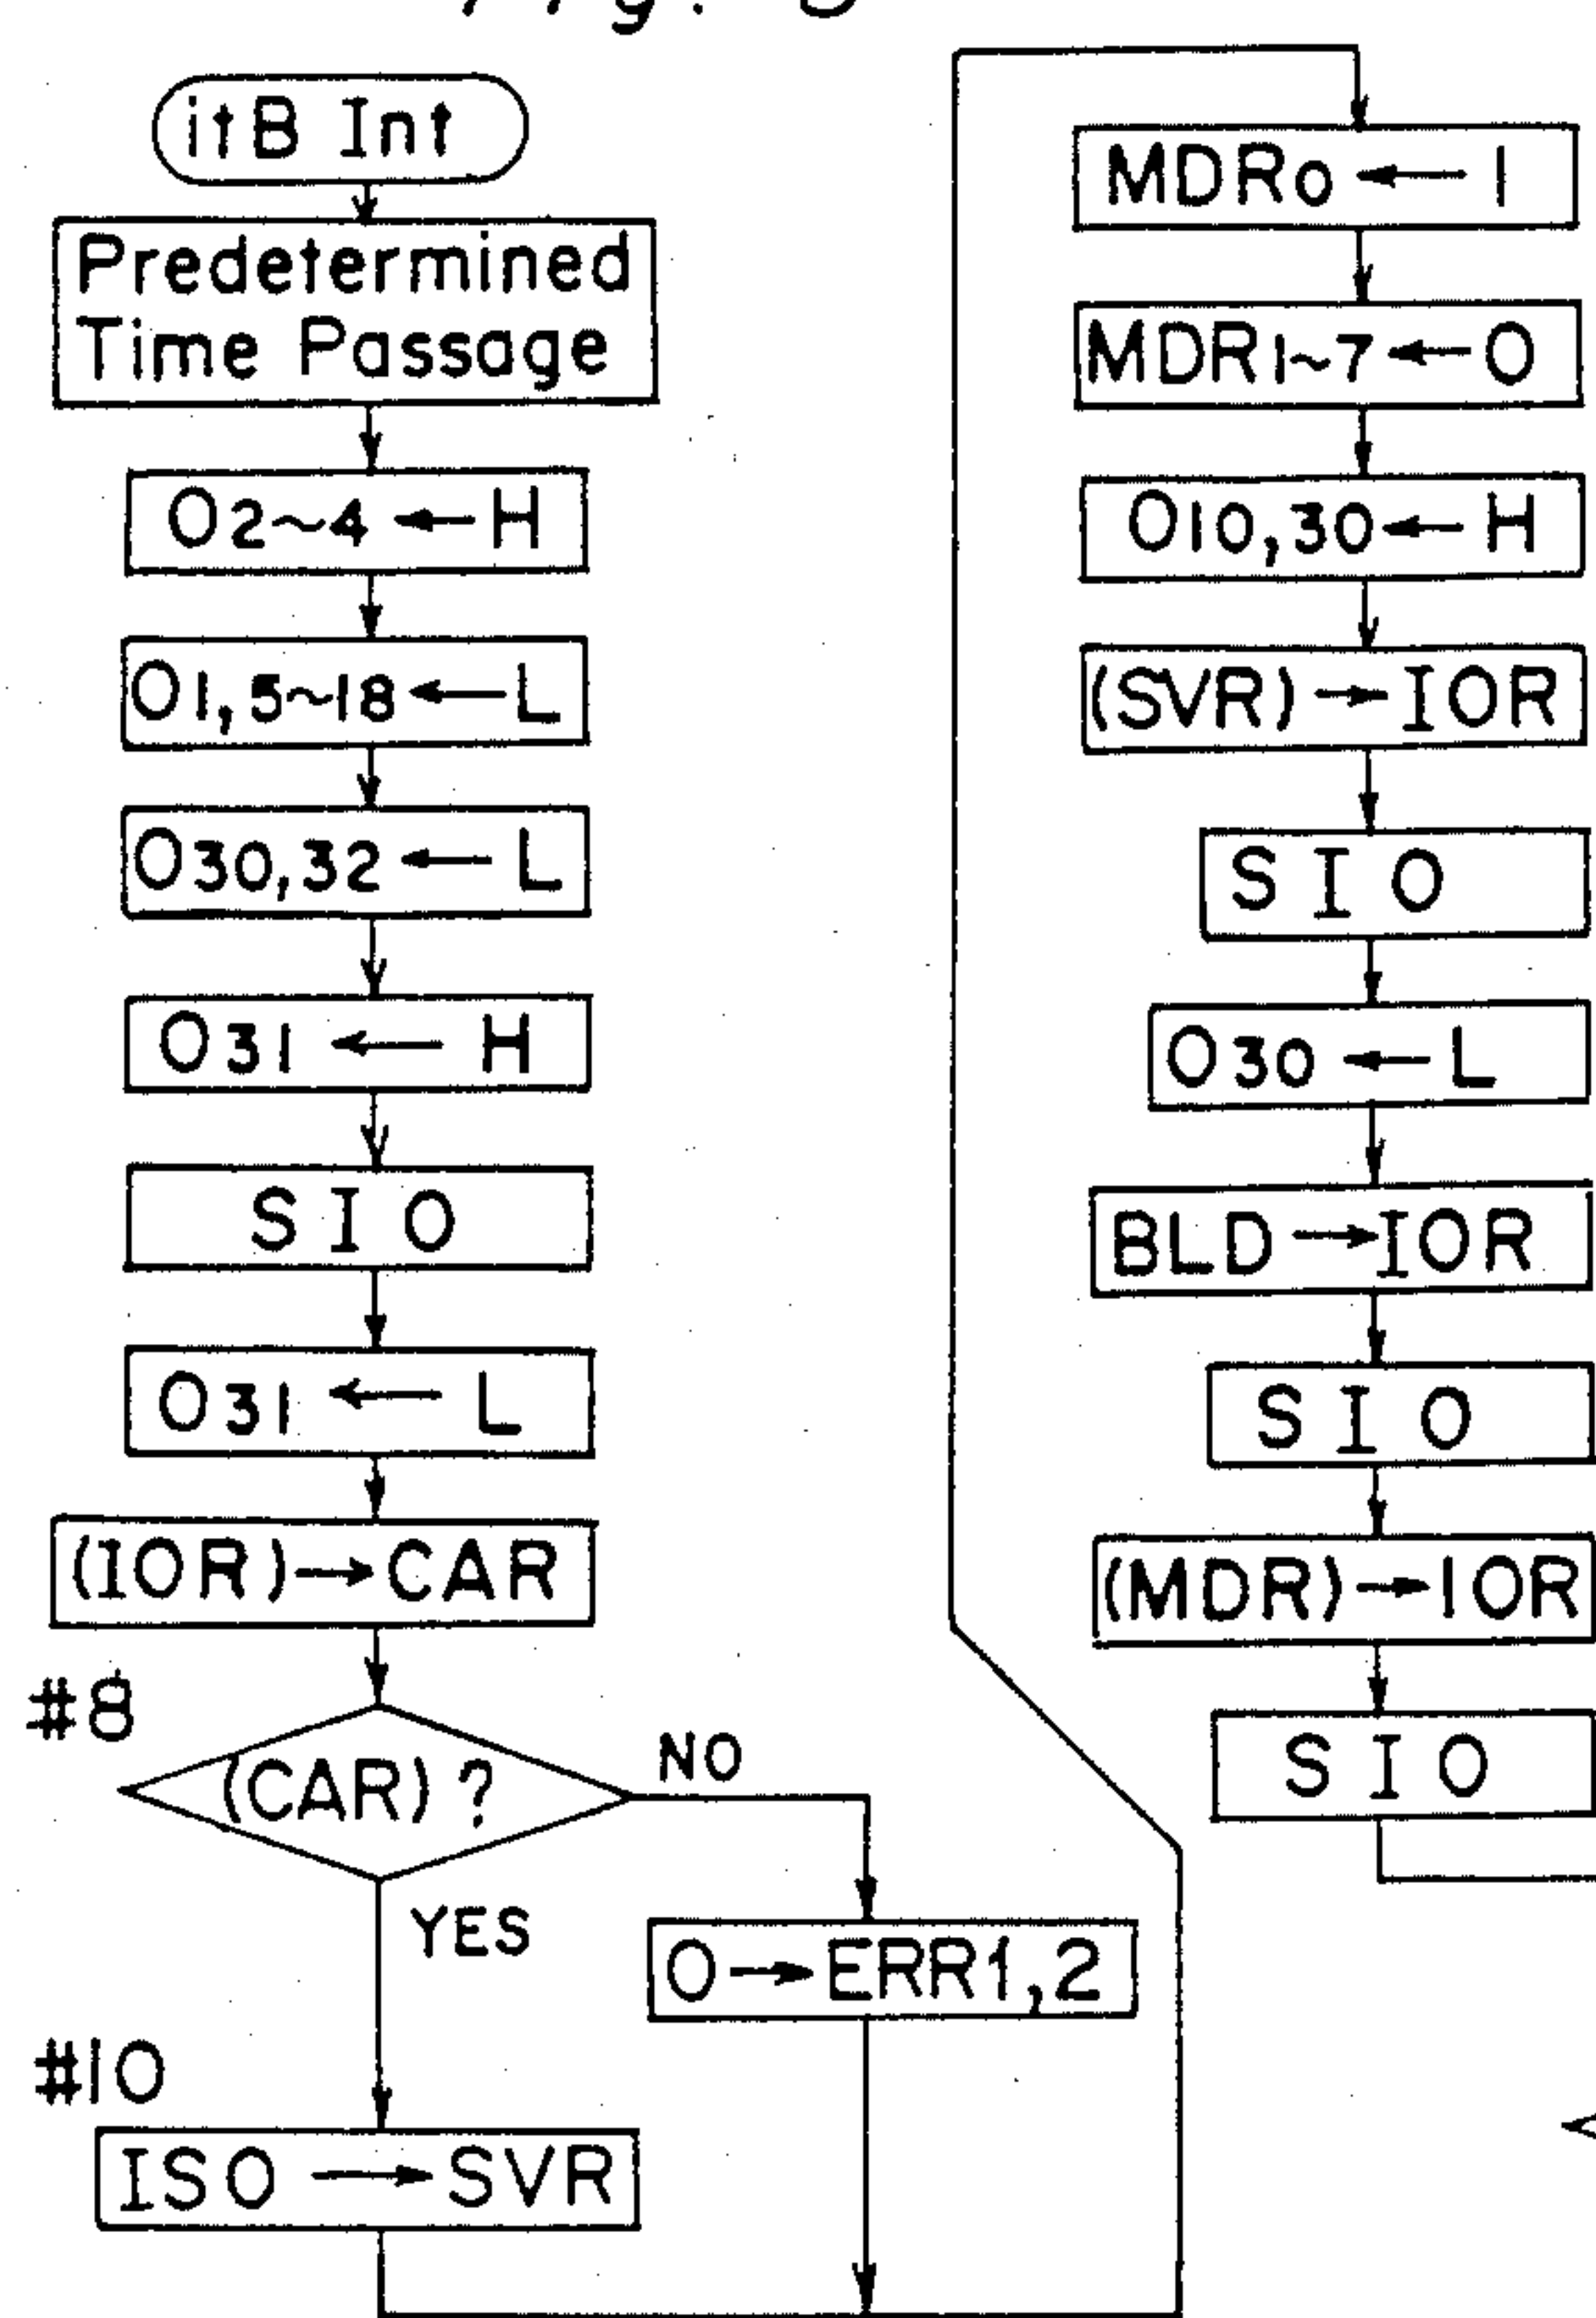 itB Int
Predetermined
Time Passage
O2~4 ← H
O1,5~18 ← L
O30,32 ← L
O31 ← H
SIO
O31 ← L
(IOR) → CAR
#8
(CAR)?
NO
YES
O → ERR1,2
#10
ISO → SVR
MDR0 ← 1
MDR1~7 ← O
O10,30 ← H
(SVR) → IOR
SIO
O30 ← L
BLD → IOR
SIO
(MDR) → IOR
SIO